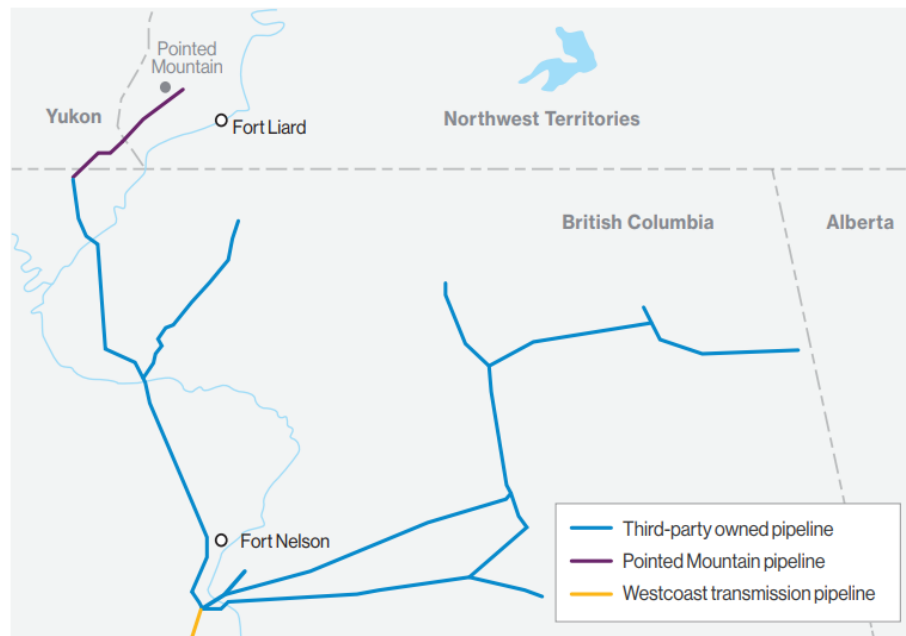 Pointed
Mountain
Yukon
Fort Liard
Northwest Territories
British Columbia
Alberta
Fort Nelson
Third-party owned pipeline
Pointed Mountain pipeline
Westcoast transmission pipeline